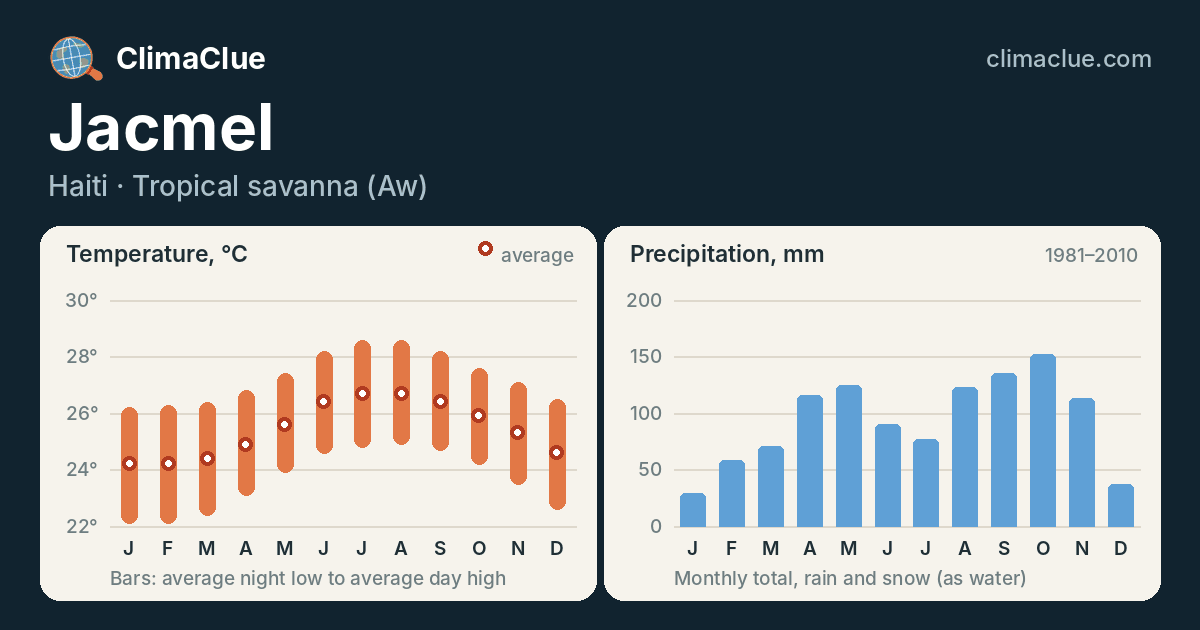 ClimaClue
climaclue.com
Jacmel
Haiti · Tropical savanna (Aw)
Temperature, °C
average
30°
28°
26°
24°
22°
J F M A M J J A S O N D
Bars: average night low to average day high
Precipitation, mm
1981–2010
200
150
100
50
0
J F M A M J J A S O N D
Monthly total, rain and snow (as water)